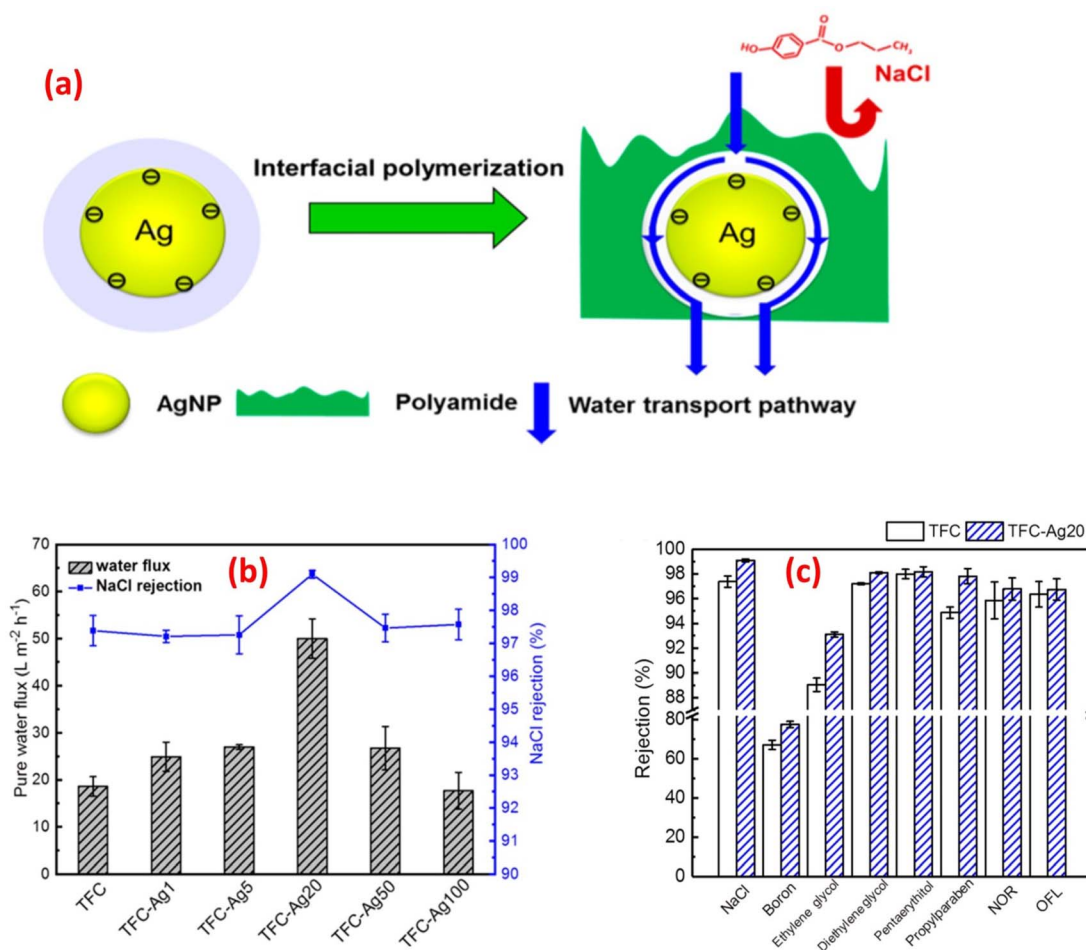 (a)
HO
O
O
CH3
NaCl
Ag
Interfacial polymerization
Ag
AgNP
Polyamide
Water transport pathway
(b)
water flux
NaCl rejection
Pure water flux (L m-2 h-1)
70
60
50
40
30
20
10
0
NaCl rejection (%)
100
99
98
97
96
95
94
93
92
91
90
TFC
TFC-Ag1
TFC-Ag5
TFC-Ag20
TFC-Ag50
TFC-Ag100
TFC
TFC-Ag20
(c)
Rejection (%)
100
98
96
94
92
90
88
80
60
40
20
0
NaCl
Boron
Ethylene glycol
Diethylene glycol
Pentaerythitol
Propylparaben
NOR
OFL